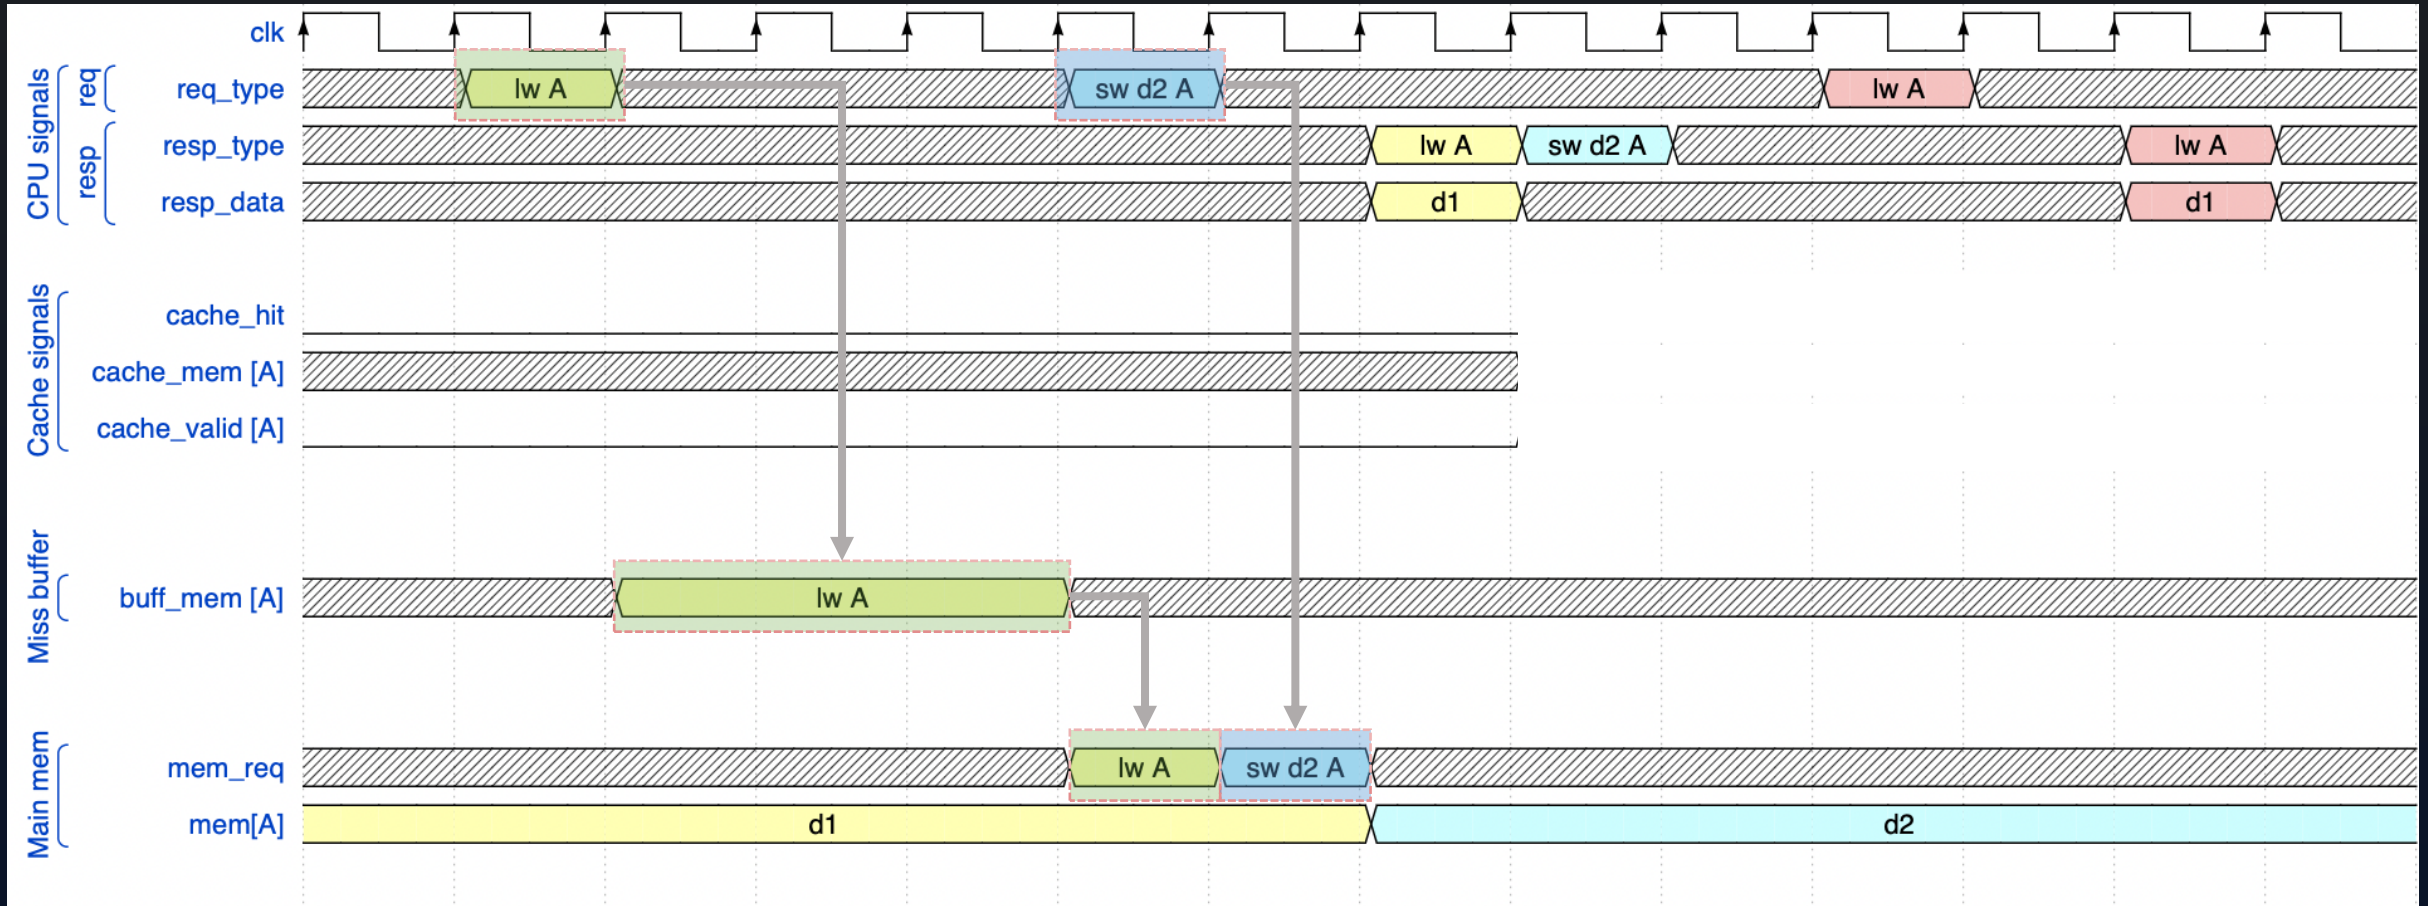 clk
CPU signals
req
req_type
lw A
sw d2 A
lw A
resp
resp_type
lw A
sw d2 A
lw A
resp_data
d1
d1
Cache signals
cache_hit
cache_mem [A]
cache_valid [A]
Miss buffer
buff_mem [A]
lw A
Main mem
mem_req
lw A
sw d2 A
mem[A]
d1
d2